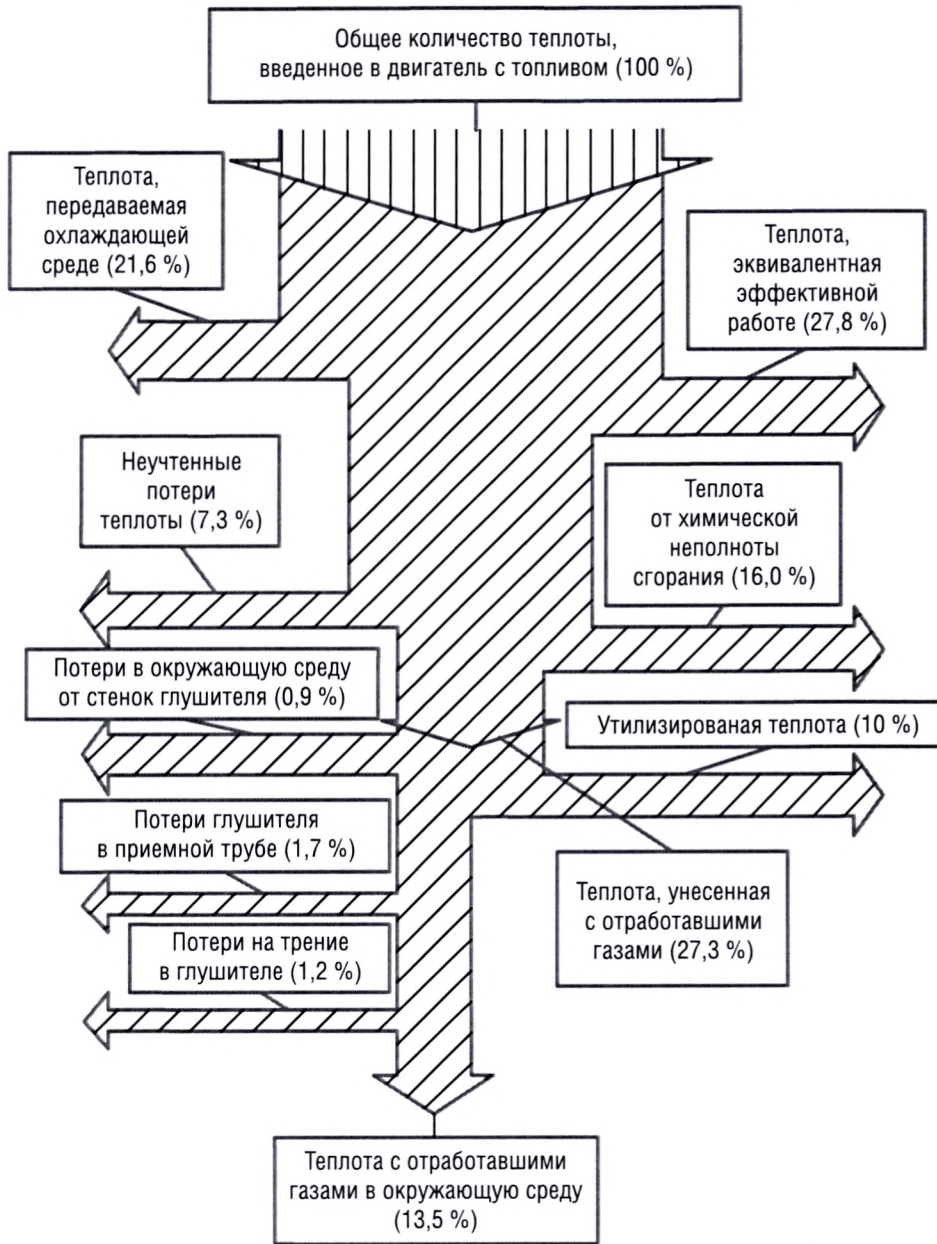 Общее количество теплоты,
введенное в двигатель с топливом (100 %)
Теплота,
передаваемая
охлаждающей
среде (21,6 %)
Теплота,
эквивалентная
эффективной
работе (27,8 %)
Неучтенные
потери
теплоты (7,3 %)
Теплота
от химической
неполноты
сгорания (16,0 %)
Потери в окружающую среду
от стенок глушителя (0,9 %)
Утилизированая теплота (10 %)
Потери глушителя
в приемной трубе (1,7 %)
Теплота, унесенная
с отработавшими
газами (27,3 %)
Потери на трение
в глушителе (1,2 %)
Теплота с отработавшими
газами в окружающую среду
(13,5 %)